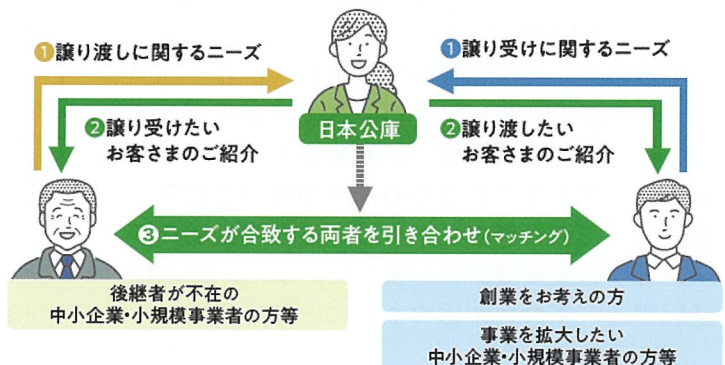 ❶譲り渡しに関するニーズ
❶譲り受けに関するニーズ
日本公庫
❷譲り受けたい
お客さまのご紹介
❷譲り渡したい
お客さまのご紹介
❸ニーズが合致する両者を引き合わせ(マッチング)
後継者が不在の
中小企業・小規模事業者の方等
創業をお考えの方
事業を拡大したい
中小企業・小規模事業者の方等